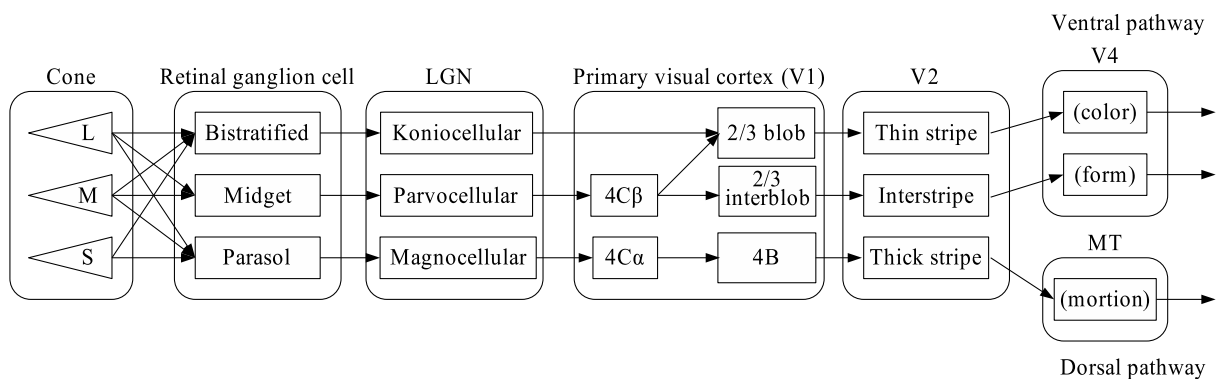 Ventral pathway
Cone
Retinal ganglion cell
LGN
Primary visual cortex (V1)
V2
V4
L
Bistratified
Koniocellular
2/3 blob
Thin stripe
(color)
M
Midget
Parvocellular
4Cβ
2/3
interblob
Interstripe
(form)
S
Parasol
Magnocellular
4Cα
4B
Thick stripe
MT
(mortion)
Dorsal pathway